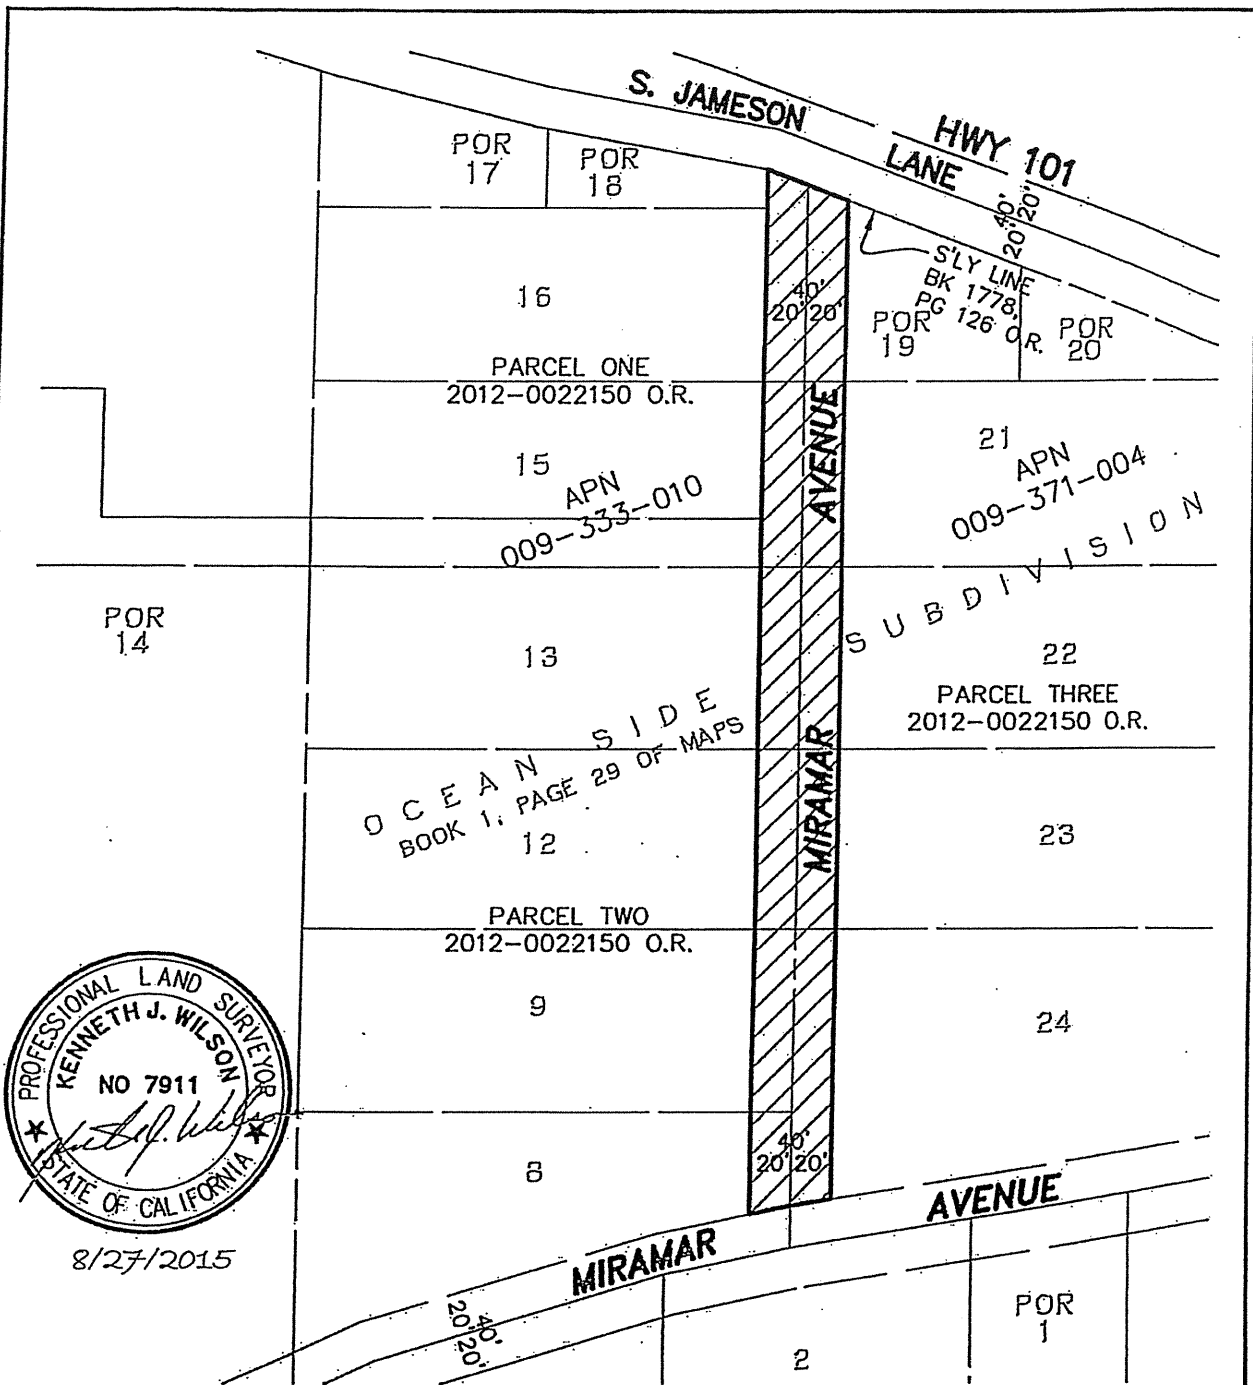 S. JAMESON
LANE
HWY 101
POR
17
POR
18
40'
20' 20'
S'LY LINE
BK 1778,
PG 126 O.R.
16
40'
20' 20'
POR
19
POR
20
PARCEL ONE
2012-0022150 O.R.
15
APN
009-333-010
AVENUE
21
APN
009-371-004
SUBDIVISION
POR
14
13
22
PARCEL THREE
2012-0022150 O.R.
OCEAN SIDE
BOOK 1, PAGE 29 OF MAPS
MIRAMAR
12
23
PARCEL TWO
2012-0022150 O.R.
9
24
PROFESSIONAL LAND SURVEYOR
KENNETH J. WILSON
NO 7911
STATE OF CALIFORNIA
8/27/2015
8
40'
20' 20'
MIRAMAR AVENUE
40'
20' 20'
2
POR
1